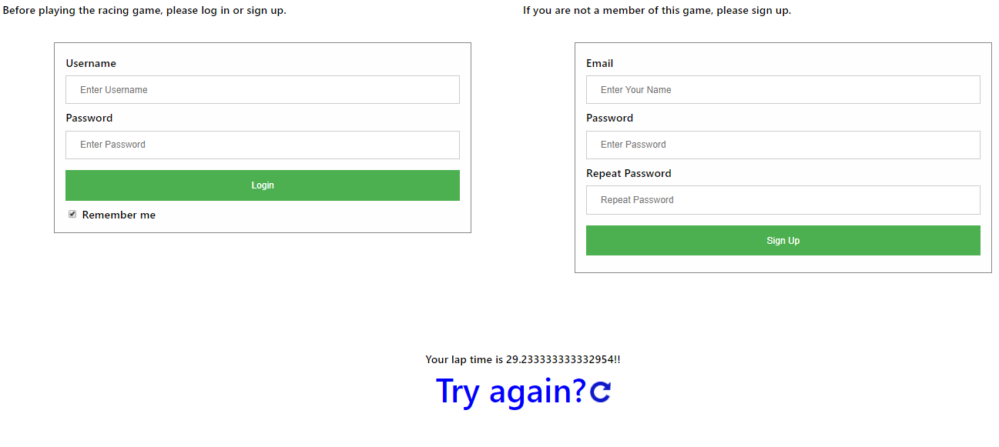 Before playing the racing game, please log in or sign up.
Username
Enter Username
Password
Enter Password
Login
Remember me
If you are not a member of this game, please sign up.
Email
Enter Your Name
Password
Enter Password
Repeat Password
Repeat Password
Sign Up
Your lap time is 29.233333333332954!!
Try again?